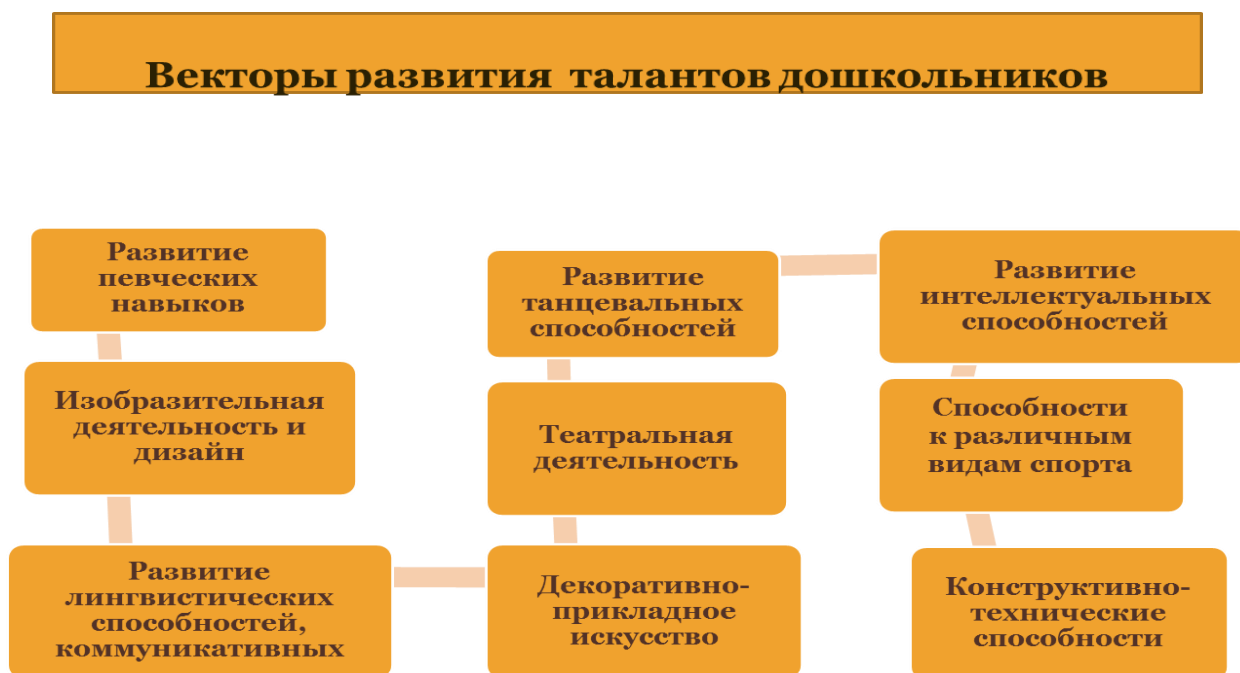 Векторы развития талантов дошкольников
Развитие
певческих
навыков
Изобразительная
деятельность и
дизайн
Развитие
лингвистических
способностей,
коммуникативных
Декоративно-
прикладное
искусство
Театральная
деятельность
Развитие
танцевальных
способностей
Развитие
интеллектуальных
способностей
Способности
к различным
видам спорта
Конструктивно-
технические
способности